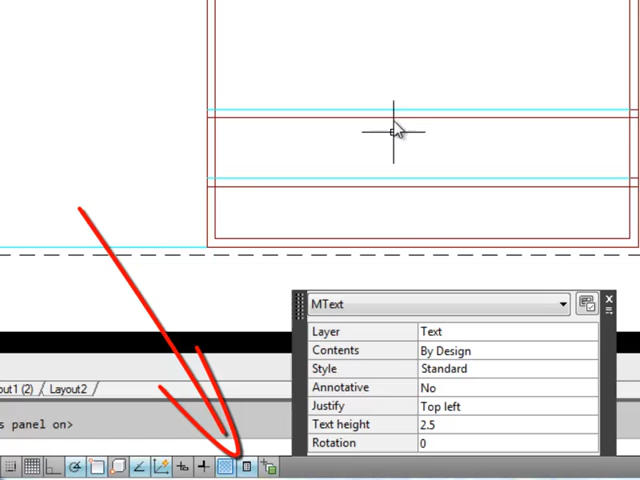 MText
Layer Text
Contents By Design
Style Standard
Annotative No
Justify Top left
Text height 2.5
Rotation 0
out1 (2) / Layout2 /
s panel on>